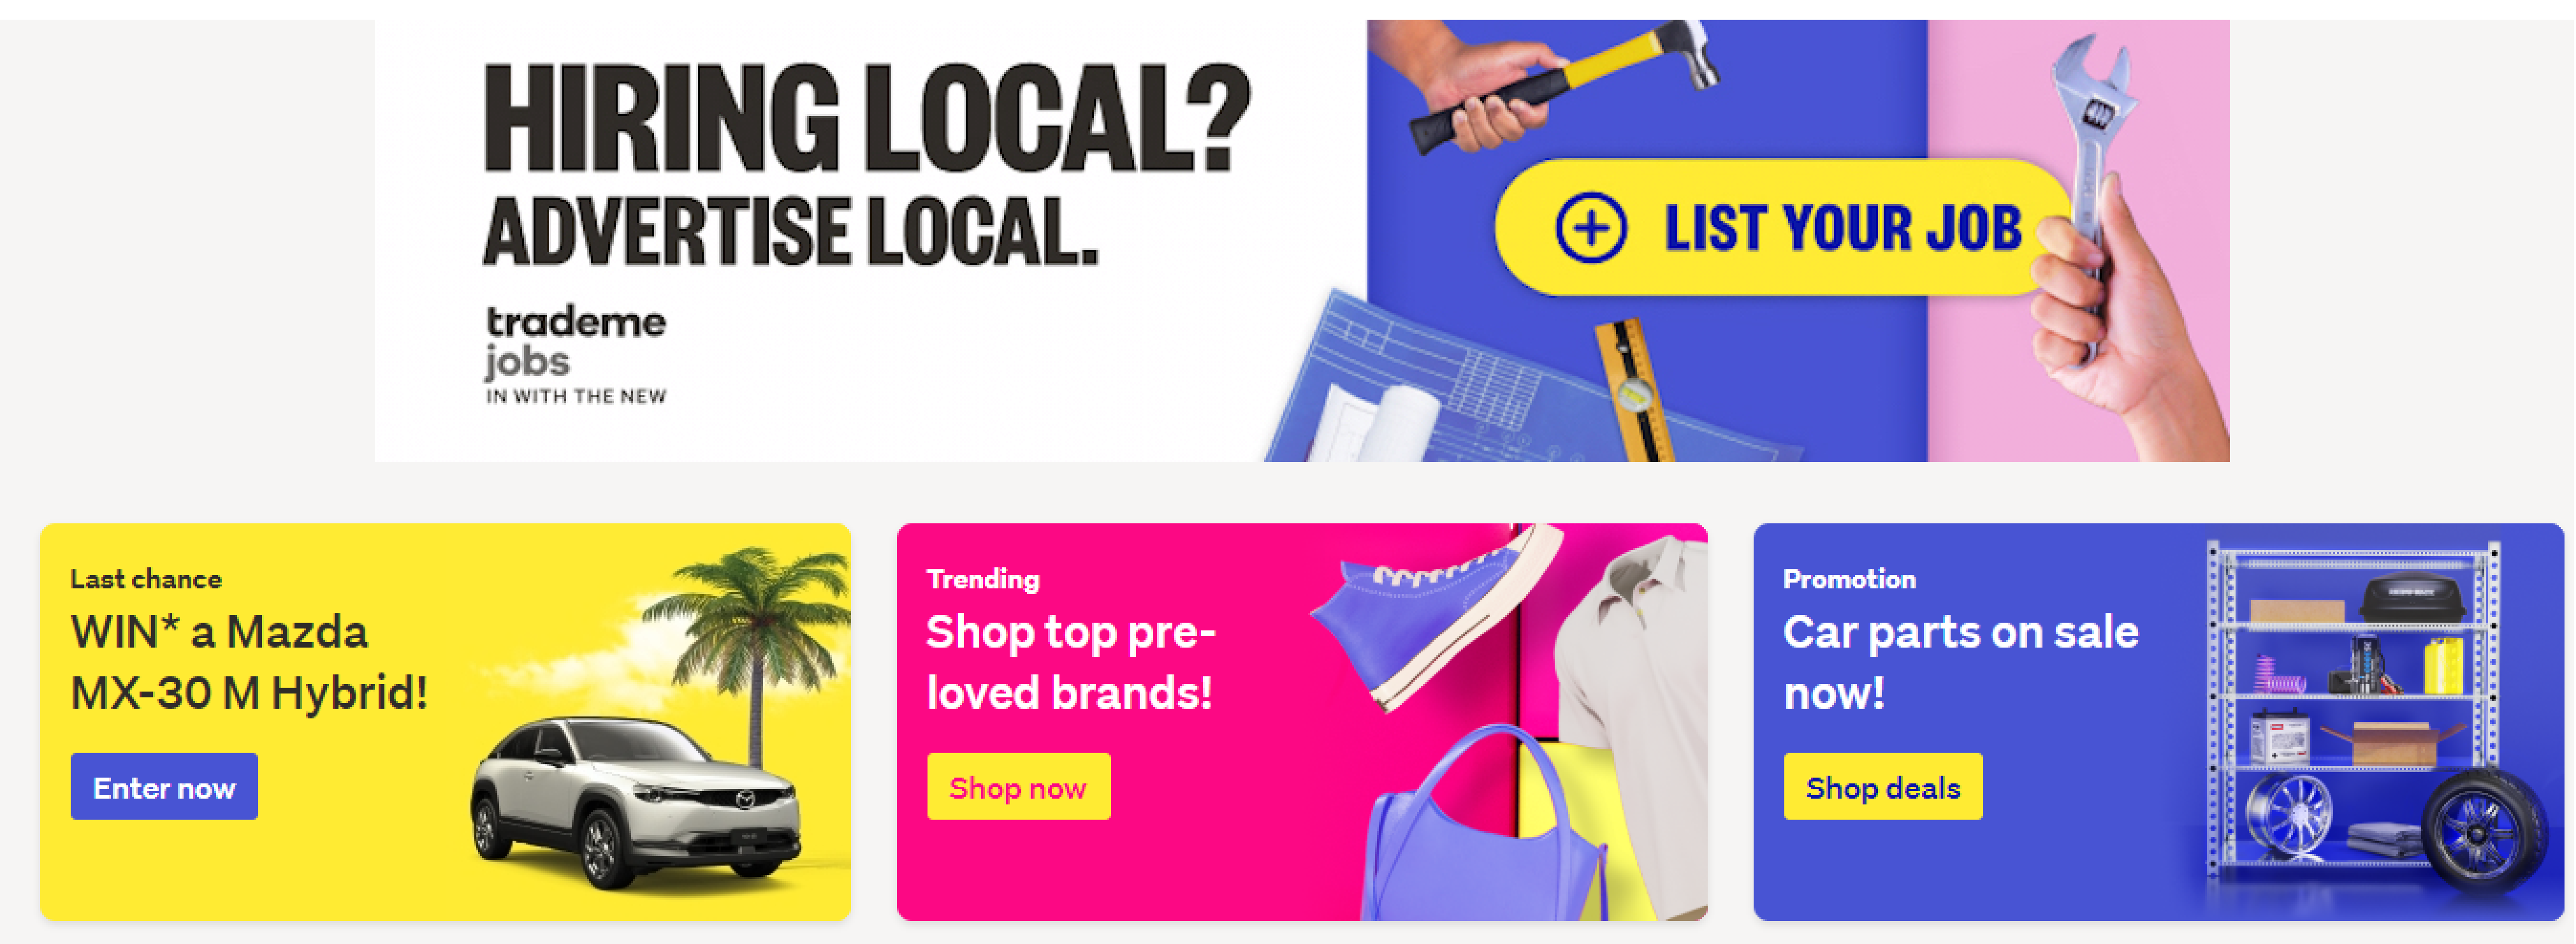 HIRING LOCAL?
ADVERTISE LOCAL.
trademe
jobs
IN WITH THE NEW
LIST YOUR JOB
Last chance
WIN* a Mazda
MX-30 M Hybrid!
Enter now
Trending
Shop top pre-
loved brands!
Shop now
Promotion
Car parts on sale
now!
Shop deals